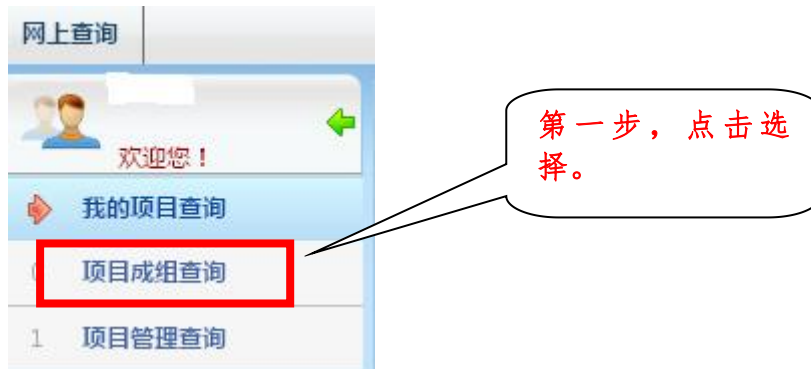 网上查询
欢迎您！
我的项目查询
项目成组查询
1 项目管理查询
第一步，点击选
择。